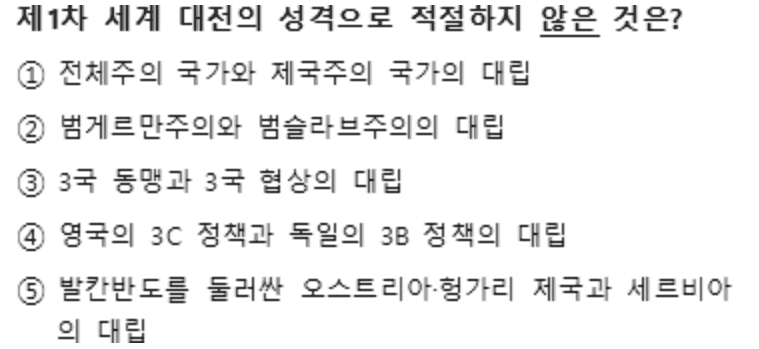 제1차 세계 대전의 성격으로 적절하지 않은 것은?
① 전체주의 국가와 제국주의 국가의 대립
② 범게르만주의와 범슬라브주의의 대립
③ 3국 동맹과 3국 협상의 대립
④ 영국의 3C 정책과 독일의 3B 정책의 대립
⑤ 발칸반도를 둘러싼 오스트리아·헝가리 제국과 세르비아
의 대립